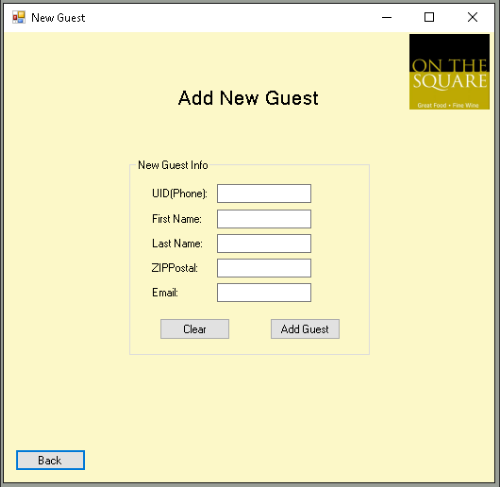 New Guest
ON THE
SQUARE
Great Food • Fine Wine
Add New Guest
New Guest Info
UID(Phone):
First Name:
Last Name:
ZIPPostal:
Email:
Clear Add Guest
Back